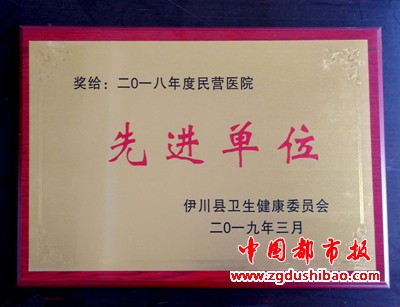 奖给：二0一八年度民营医院
先进单位
伊川县卫生健康委员会
二0一九年三月
中国都市报
www.zgdushibao.com